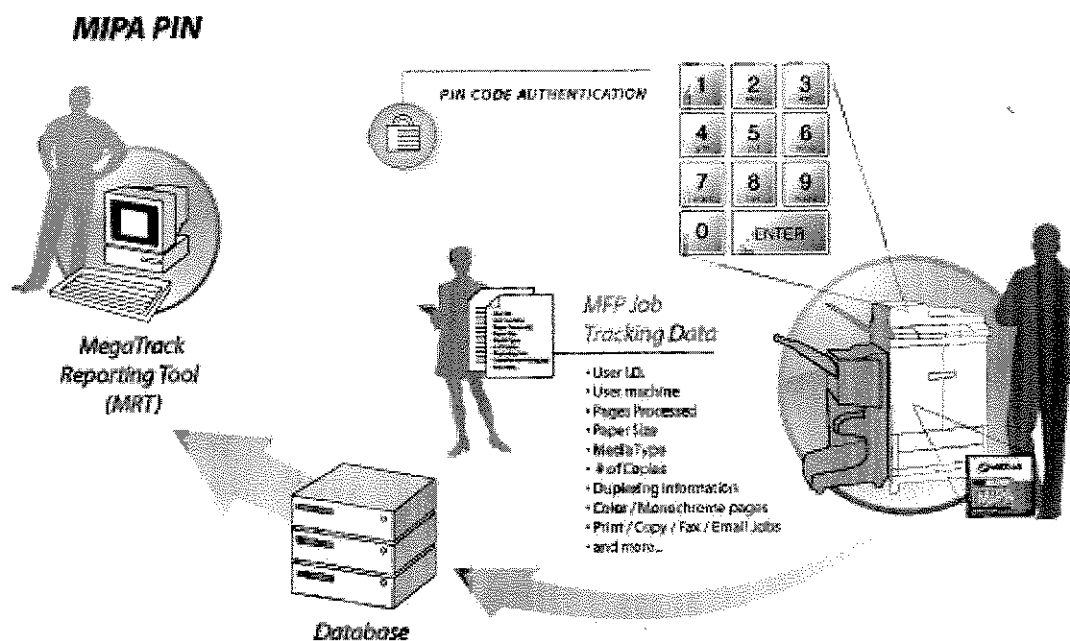 MIPA PIN
PIN CODE AUTHENTICATION
1 2 3
4 5 6
7 8 9
0 ENTER
MegaTrack
Reporting Tool
(MRT)
MFP Job
Tracking Data
• User I.D.
• User machine
• Pages Processed
• Paper Size
• Media Type
• # of Copies
• Duplexing Information
• Color / Monochrome pages
• Print / Copy / Fax / Email Jobs
• and more...
Database